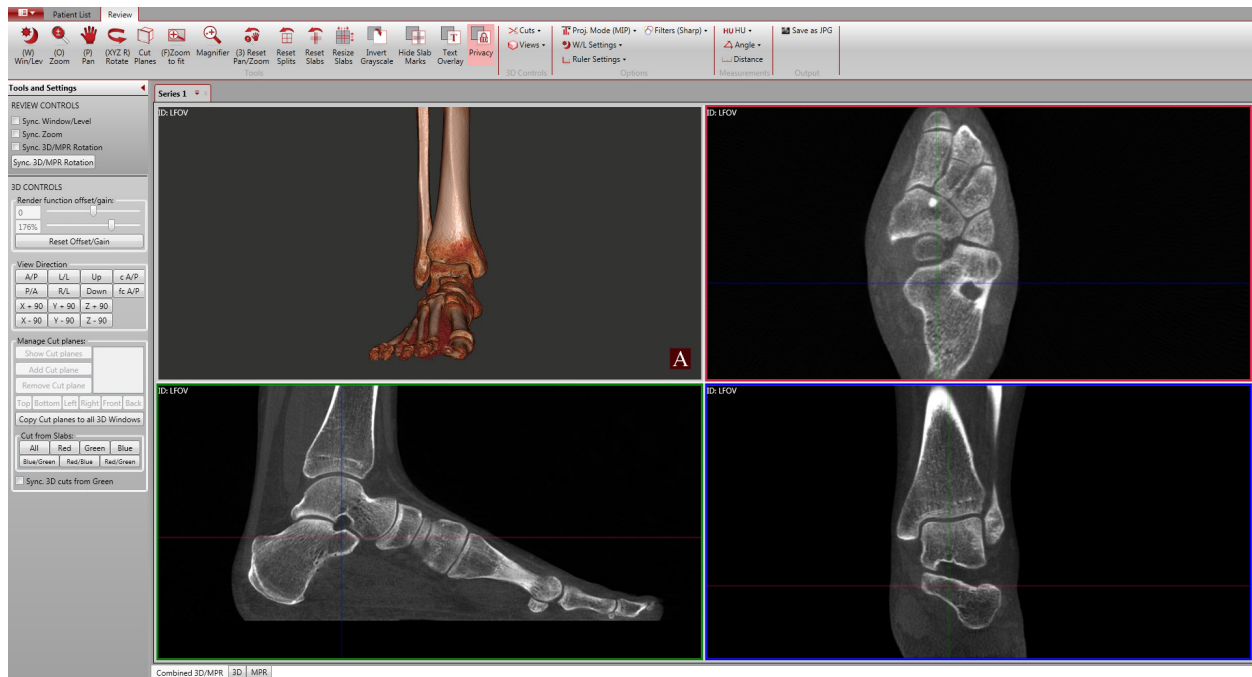 Patient List Review
(W) Win/Lev
(O) Zoom
(P) Pan
(XYZ R) Rotate
Cut Planes
(F)Zoom to fit
Magnifier
(3) Reset Pan/Zoom
Reset Splits
Reset Slabs
Resize Slabs
Invert Grayscale
Hide Slab Marks
Text Overlay
Privacy
Tools
Cuts
Views
3D Controls
Proj. Mode (MIP)
Filters (Sharp)
W/L Settings
Ruler Settings
Options
HU HU
Angle
Distance
Measurements
Save as JPG
Output
Tools and Settings
REVIEW CONTROLS
Sync. Window/Level
Sync. Zoom
Sync. 3D/MPR Rotation
Sync. 3D/MPR Rotation
3D CONTROLS
Render function offset/gain:
0
176%
Reset Offset/Gain
View Direction
A/P L/L Up c A/P
P/A R/L Down fc A/P
X + 90 Y + 90 Z + 90
X - 90 Y - 90 Z - 90
Manage Cut planes:
Show Cut planes
Add Cut plane
Remove Cut plane
Top Bottom Left Right Front Back
Copy Cut planes to all 3D Windows
Cut from Slabs:
All Red Green Blue
Blue/Green Red/Blue Red/Green
Sync. 3D cuts from Green
Series 1
ID: LFOV
A
ID: LFOV
ID: LFOV
ID: LFOV
Combined 3D/MPR 3D MPR